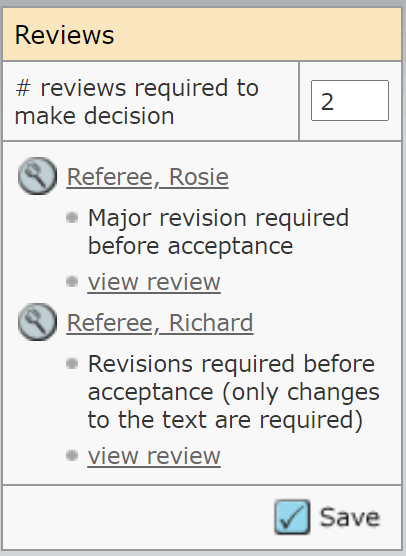 Reviews
# reviews required to
make decision
2
Referee, Rosie
Major revision required
before acceptance
view review
Referee, Richard
Revisions required before
acceptance (only changes
to the text are required)
view review
Save